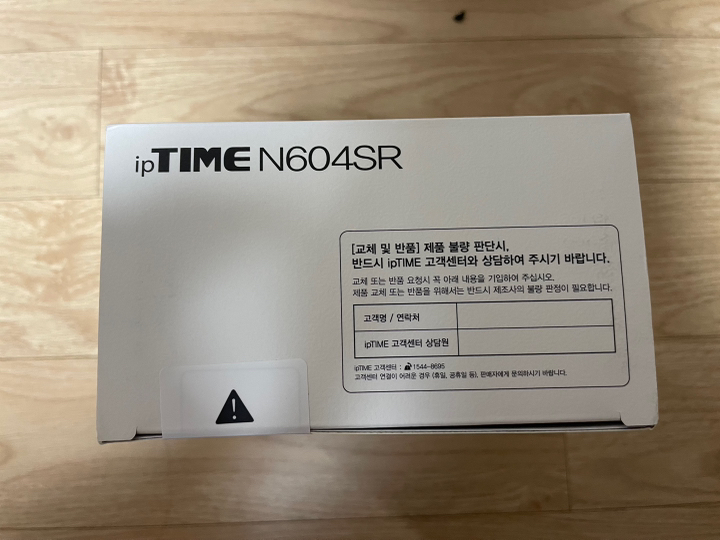 ipTIME N604SR
[교체 및 반품] 제품 불량 판단시,
반드시 ipTIME 고객센터와 상담하여 주시기 바랍니다.
교체 또는 반품 요청시 꼭 아래 내용을 기입하여 주십시오.
제품 교체 또는 반품을 위해서는 반드시 제조사의 불량 판정이 필요합니다.
고객명 / 연락처
ipTIME 고객센터 상담원
ipTIME 고객센터 : 1544-8695
고객센터 연결이 어려운 경우 (휴일, 공휴일 등), 판매자에게 문의하시기 바랍니다.